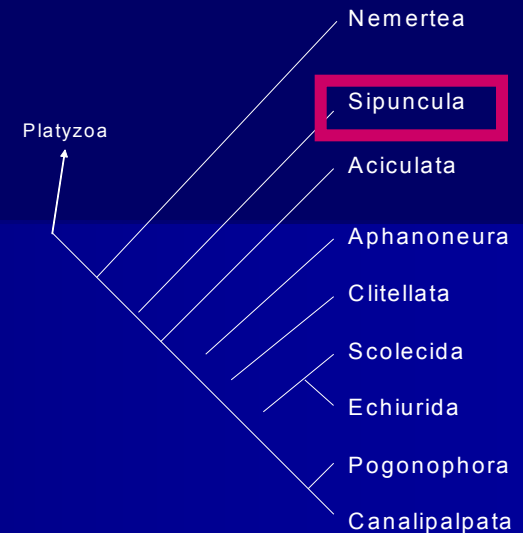 Nemertea
Sipuncula
Platyzoa
Aciculata
Aphanoneura
Clitellata
Scolecida
Echiurida
Pogonophora
Canalipalpata